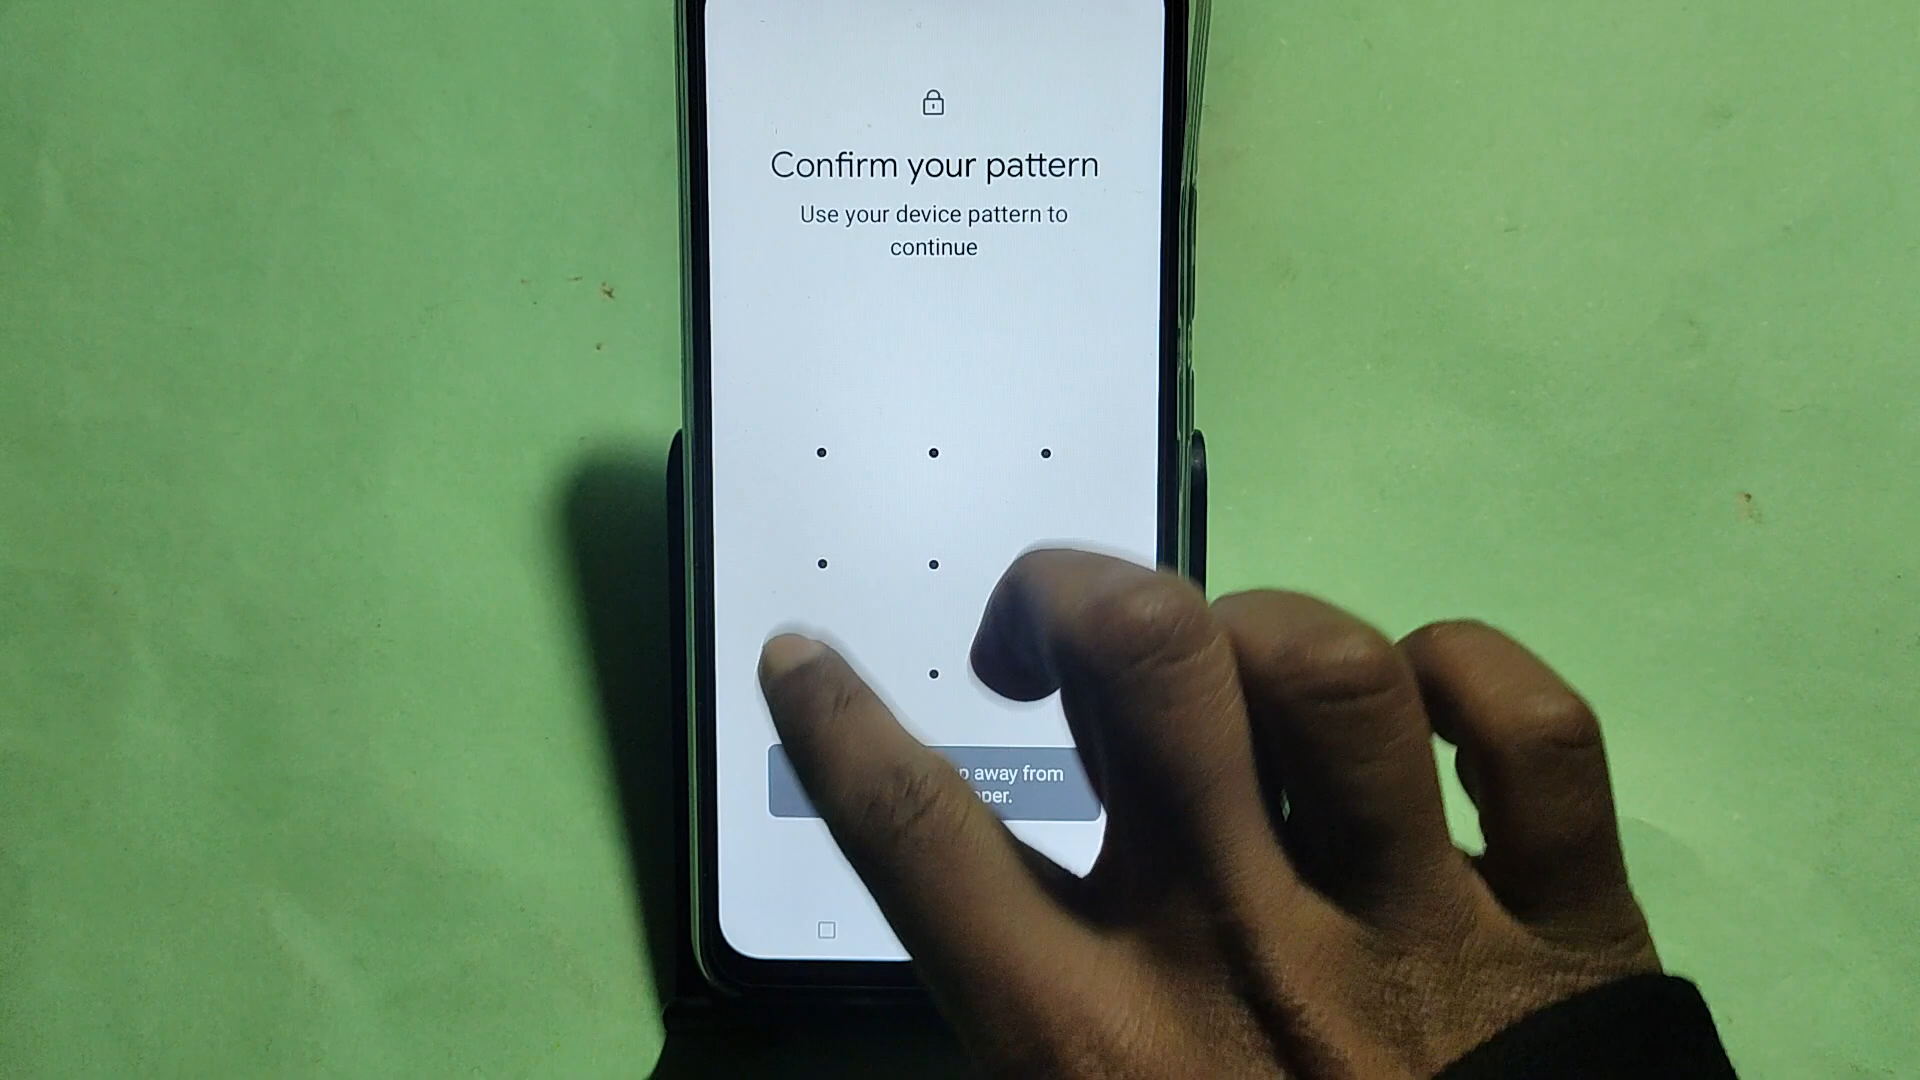 Confirm your pattern
Use your device pattern to
continue
away from